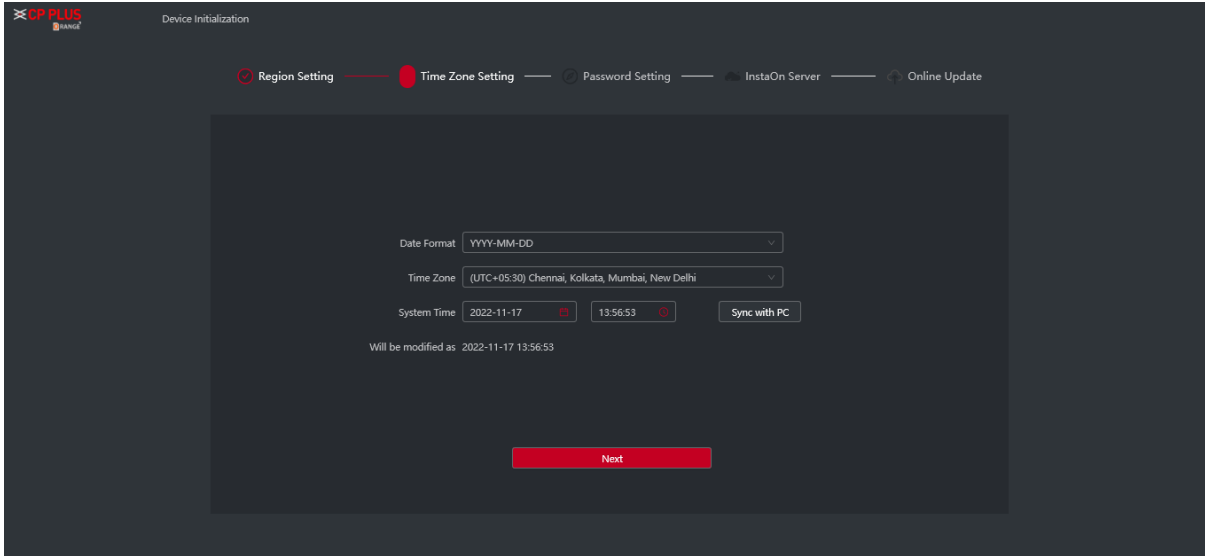 CP PLUS
ORANGE
Device Initialization
Region Setting
Time Zone Setting
Password Setting
InstaOn Server
Online Update
Date Format YYYY-MM-DD
Time Zone (UTC+05:30) Chennai, Kolkata, Mumbai, New Delhi
System Time 2022-11-17 13:56:53 Sync with PC
Will be modified as 2022-11-17 13:56:53
Next